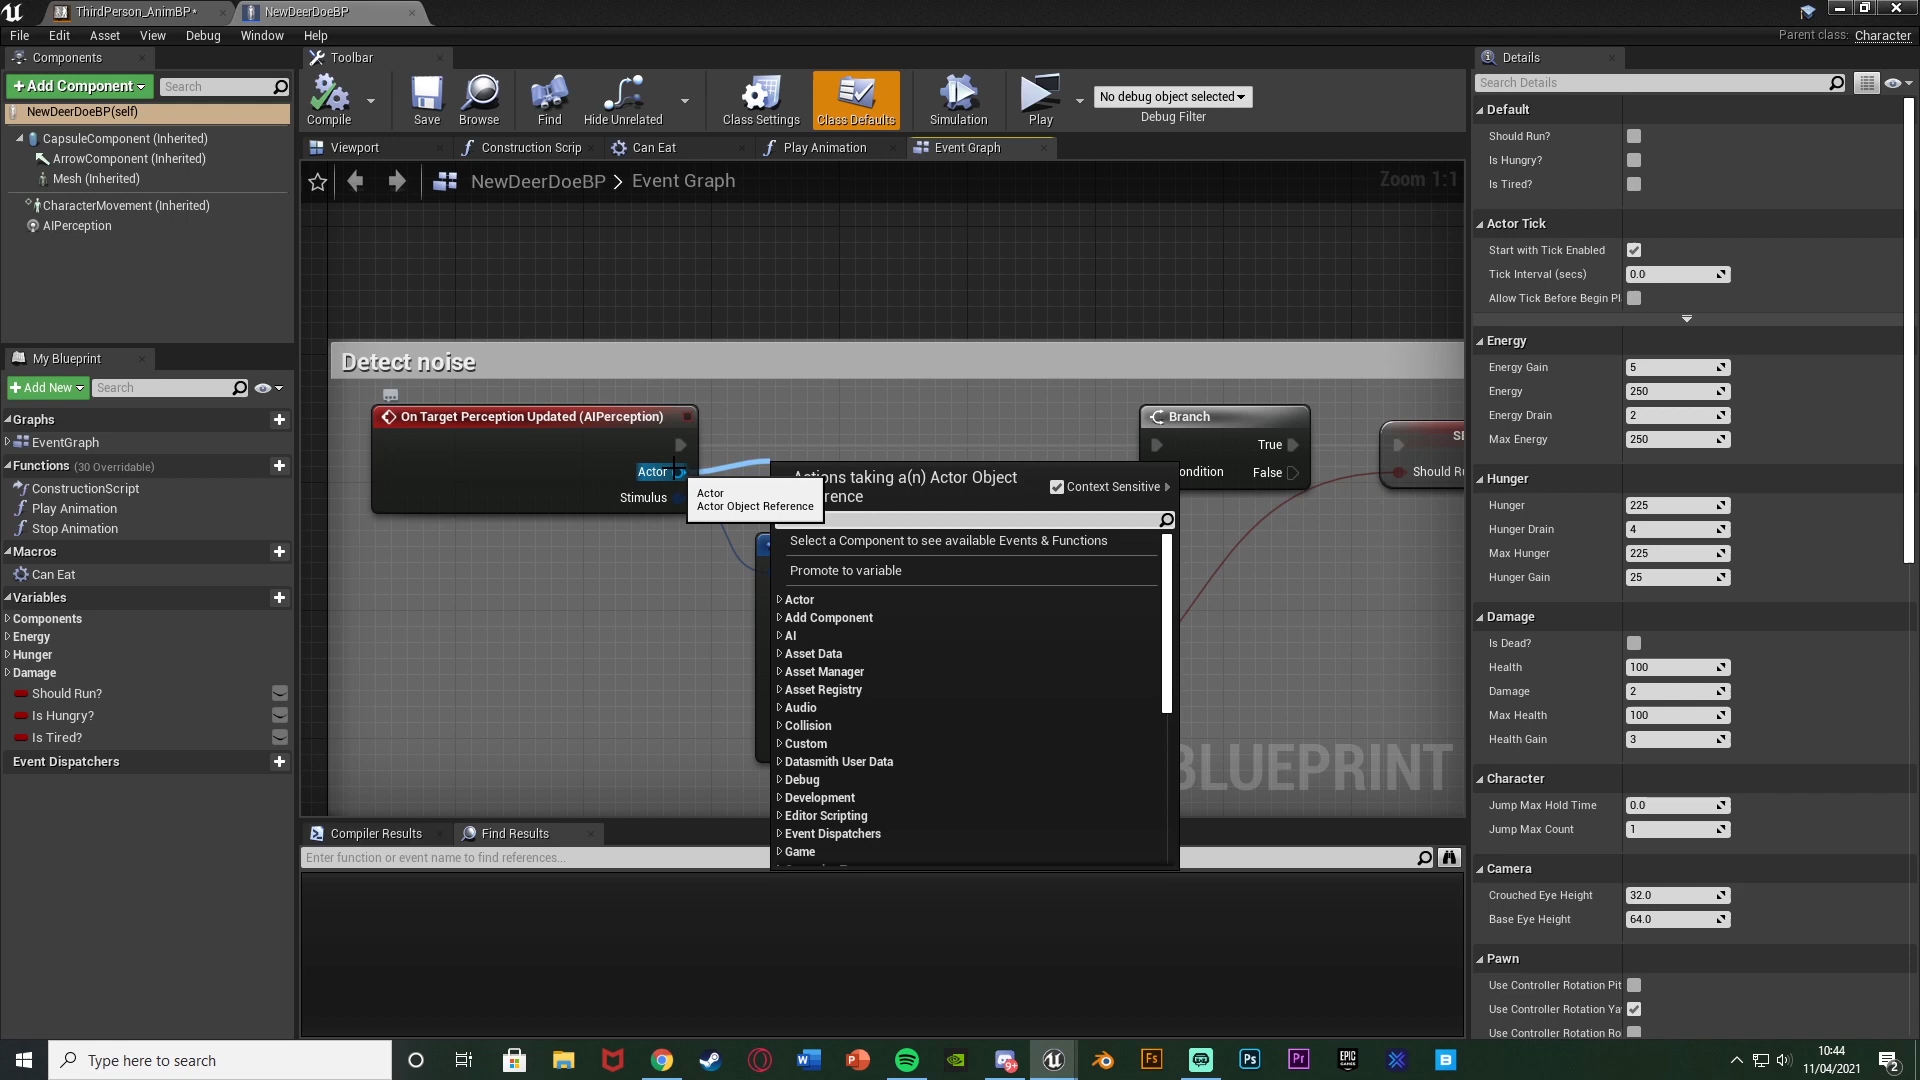 ThirdPerson_AnimBP*
NewDeerDoeBP
File Edit Asset View Debug Window Help
Parent class: Character
Components
+Add Component
Search
NewDeerDoeBP(self)
CapsuleComponent (Inherited)
ArrowComponent (Inherited)
Mesh (Inherited)
CharacterMovement (Inherited)
AIPerception
My Blueprint
+Add New
Search
Graphs
EventGraph
Functions (30 Overridable)
ConstructionScript
Play Animation
Stop Animation
Macros
Can Eat
Variables
Components
Energy
Hunger
Damage
Should Run?
Is Hungry?
Is Tired?
Event Dispatchers
Toolbar
Compile
Save
Browse
Find
Hide Unrelated
Class Settings
Class Defaults
Simulation
Play
No debug object selected
Debug Filter
Viewport
Construction Scrip
Can Eat
Play Animation
Event Graph
NewDeerDoeBP > Event Graph
Zoom 1:1
Detect noise
On Target Perception Updated (AIPerception)
Actor
Stimulus
Actor
Actor Object Reference
Branch
True
ondition
False
Should Ru
Actions taking a(n) Actor Object
erence
Context Sensitive
Select a Component to see available Events & Functions
Promote to variable
Actor
Add Component
AI
Asset Data
Asset Manager
Asset Registry
Audio
Collision
Custom
Datasmith User Data
Debug
Development
Editor Scripting
Event Dispatchers
Game
BLUEPRINT
Compiler Results
Find Results
Enter function or event name to find references...
Details
Search Details
Default
Should Run?
Is Hungry?
Is Tired?
Actor Tick
Start with Tick Enabled
Tick Interval (secs) 0.0
Allow Tick Before Begin Pl
Energy
Energy Gain 5
Energy 250
Energy Drain 2
Max Energy 250
Hunger
Hunger 225
Hunger Drain 4
Max Hunger 225
Hunger Gain 25
Damage
Is Dead?
Health 100
Damage 2
Max Health 100
Health Gain 3
Character
Jump Max Hold Time 0.0
Jump Max Count 1
Camera
Crouched Eye Height 32.0
Base Eye Height 64.0
Pawn
Use Controller Rotation Pit
Use Controller Rotation Ya
Use Controller Rotation Ro
Type here to search
10:44
11/04/2021